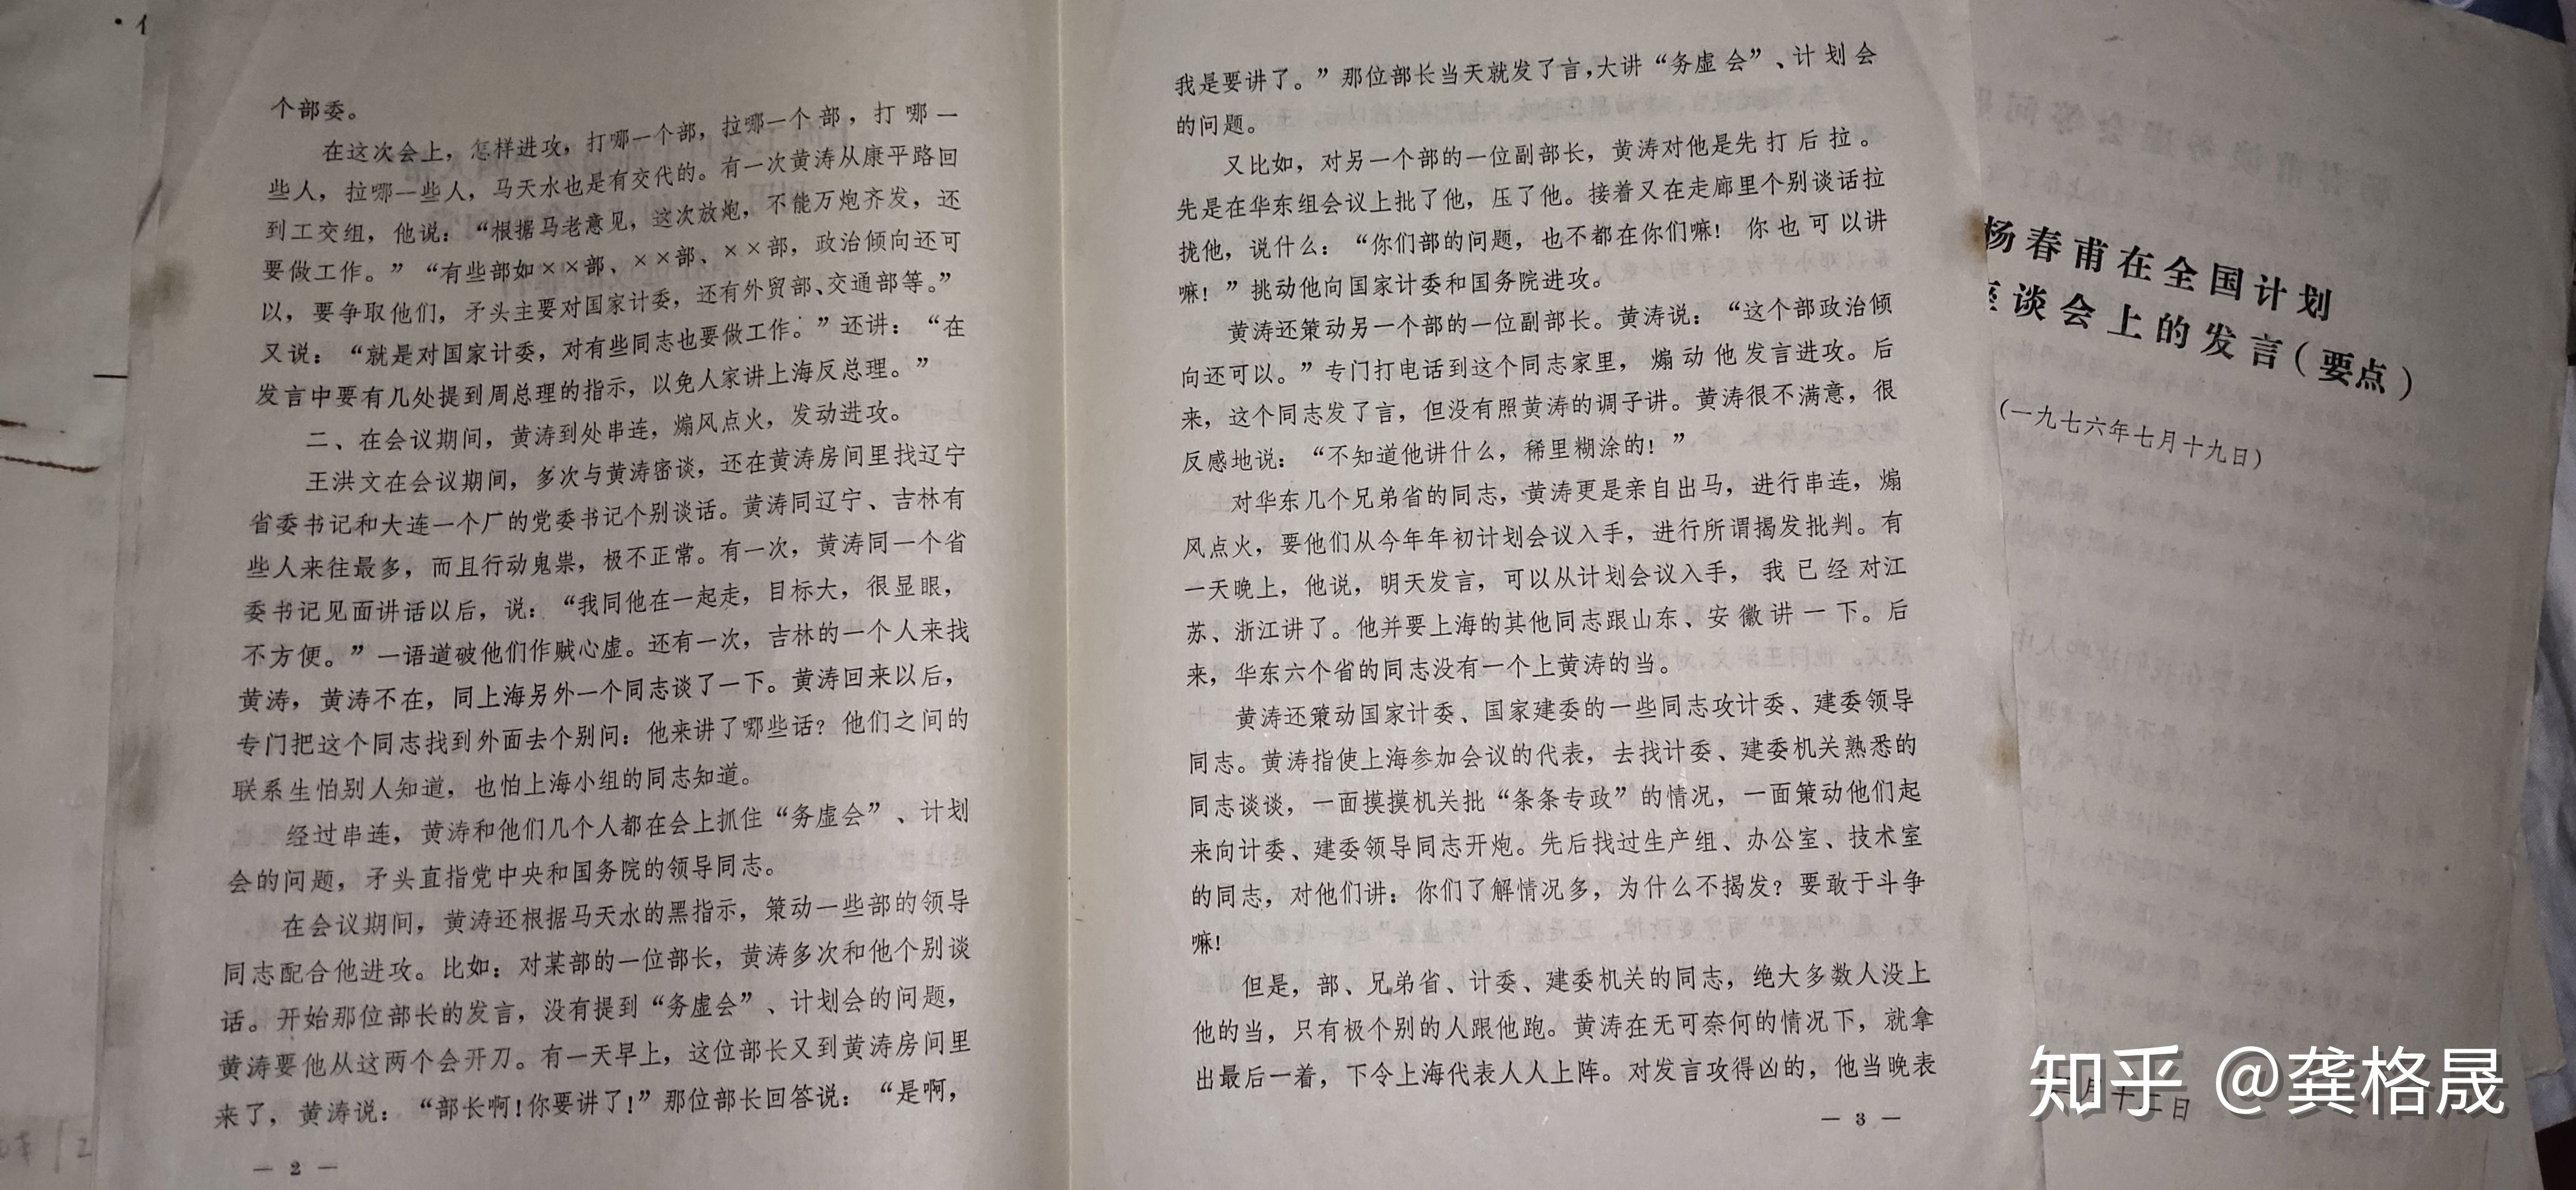 个部委。
在这次会上，怎样进攻，打哪一个部，拉哪一个部，打哪一
些人，拉哪一些人，马天水也是有交代的。有一次黄涛从康平路回
到工交组，他说：“根据马老意见，这次放炮，不能万炮齐发，还
要做工作。”“有些部如××部、××部、××部，政治倾向还可
以，要争取他们，矛头主要对国家计委，还有外贸部、交通部等。”
又说：“就是对国家计委，对有些同志也要做工作。”还讲：“在
发言中要有几处提到周总理的指示，以免人家讲上海反总理。”
二、在会议期间，黄涛到处串连，煽风点火，发动进攻。
王洪文在会议期间，多次与黄涛密谈，还在黄涛房间里找辽宁
省委书记和大连一个厂的党委书记个别谈话。黄涛同辽宁、吉林有
些人来往最多，而且行动鬼祟，极不正常。有一次，黄涛同一个省
委书记见面讲话以后，说：“我同他在一起走，目标大，很显眼，
不方便。”一语道破他们作贼心虚。还有一次，吉林的一个人来找
黄涛，黄涛不在，同上海另外一个同志谈了一下。黄涛回来以后，
专门把这个同志找到外面去个别问：他来讲了哪些话？他们之间的
联系生怕别人知道，也怕上海小组的同志知道。
经过串连，黄涛和他们几个人都在会上抓住“务虚会”、计划
会的问题，矛头直指党中央和国务院的领导同志。
在会议期间，黄涛还根据马天水的黑指示，策动一些部的领导
同志配合他进攻。比如：对某部的一位部长，黄涛多次和他个别谈
话。开始那位部长的发言，没有提到“务虚会”、计划会的问题，
黄涛要他从这两个会开刀。有一天早上，这位部长又到黄涛房间里
来了，黄涛说：“部长啊！你要讲了！”那位部长回答说：“是啊，
— 2 —
我是要讲了。”那位部长当天就发了言，大讲“务虚会”、计划会
的问题。
又比如，对另一个部的一位副部长，黄涛对他是先打后拉。
先是在华东组会议上批了他，压了他。接着又在走廊里个别谈话拉
拢他，说什么：“你们部的问题，也不都在你们嘛！你也可以讲
嘛！”挑动他向国家计委和国务院进攻。
黄涛还策动另一个部的一位副部长。黄涛说：“这个部政治倾
向还可以。”专门打电话到这个同志家里，煽动他发言进攻。后
来，这个同志发了言，但没有照黄涛的调子讲。黄涛很不满意，很
反感地说：“不知道他讲什么，稀里糊涂的！”
对华东几个兄弟省的同志，黄涛更是亲自出马，进行串连，煽
风点火，要他们从今年年初计划会议入手，进行所谓揭发批判。有
一天晚上，他说，明天发言，可以从计划会议入手，我已经对江
苏、浙江讲了。他并要上海的其他同志跟山东、安徽讲一下。后
来，华东六个省的同志没有一个上黄涛的当。
黄涛还策动国家计委、国家建委的一些同志攻计委、建委领导
同志。黄涛指使上海参加会议的代表，去找计委、建委机关熟悉的
同志谈谈，一面摸摸机关批“条条专政”的情况，一面策动他们起
来向计委、建委领导同志开炮。先后找过生产组、办公室、技术室
的同志，对他们讲：你们了解情况多，为什么不揭发？要敢于斗争
嘛！
但是，部、兄弟省、计委、建委机关的同志，绝大多数人没上
他的当，只有极个别的人跟他跑。黄涛在无可奈何的情况下，就拿
出最后一着，下令上海代表人人上阵。对发言攻得凶的，他当晚表
— 3 —
杨春甫在全国计划
座谈会上的发言（要点）
（一九七六年七月十九日）
知乎 @龚格晟